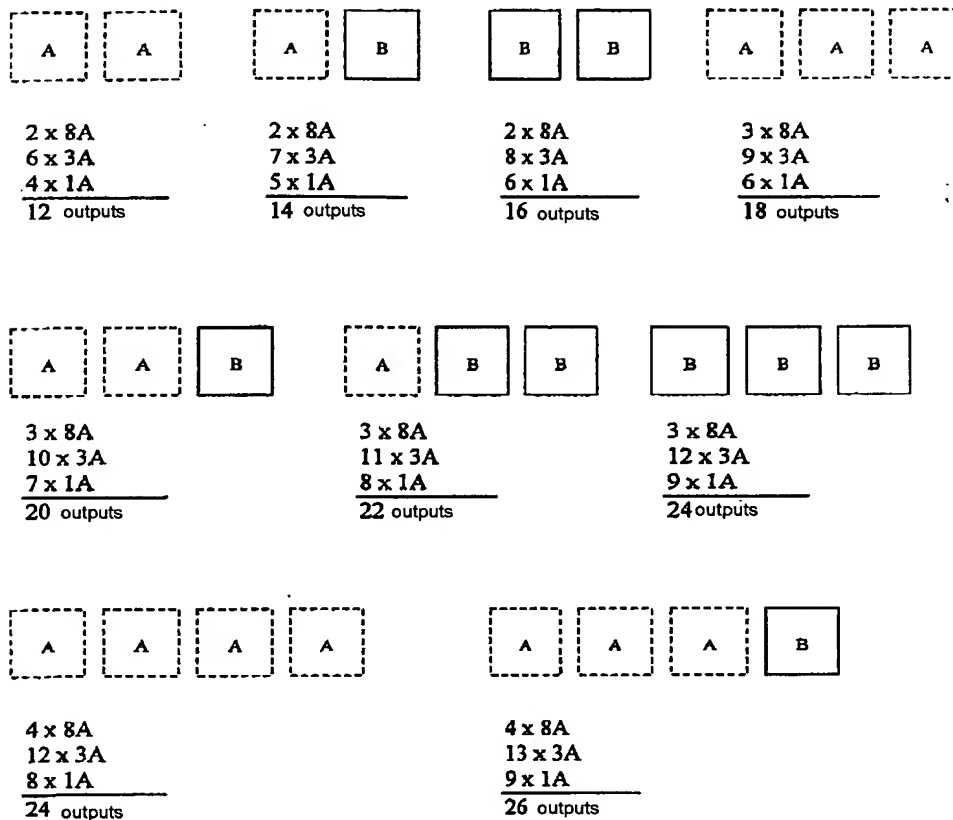 A A
2 x 8A
6 x 3A
4 x 1A
12 outputs
A B
2 x 8A
7 x 3A
5 x 1A
14 outputs
B B
2 x 8A
8 x 3A
6 x 1A
16 outputs
A A A
3 x 8A
9 x 3A
6 x 1A
18 outputs
A A B
3 x 8A
10 x 3A
7 x 1A
20 outputs
A B B
3 x 8A
11 x 3A
8 x 1A
22 outputs
B B B
3 x 8A
12 x 3A
9 x 1A
24 outputs
A A A A
4 x 8A
12 x 3A
8 x 1A
24 outputs
A A A B
4 x 8A
13 x 3A
9 x 1A
26 outputs